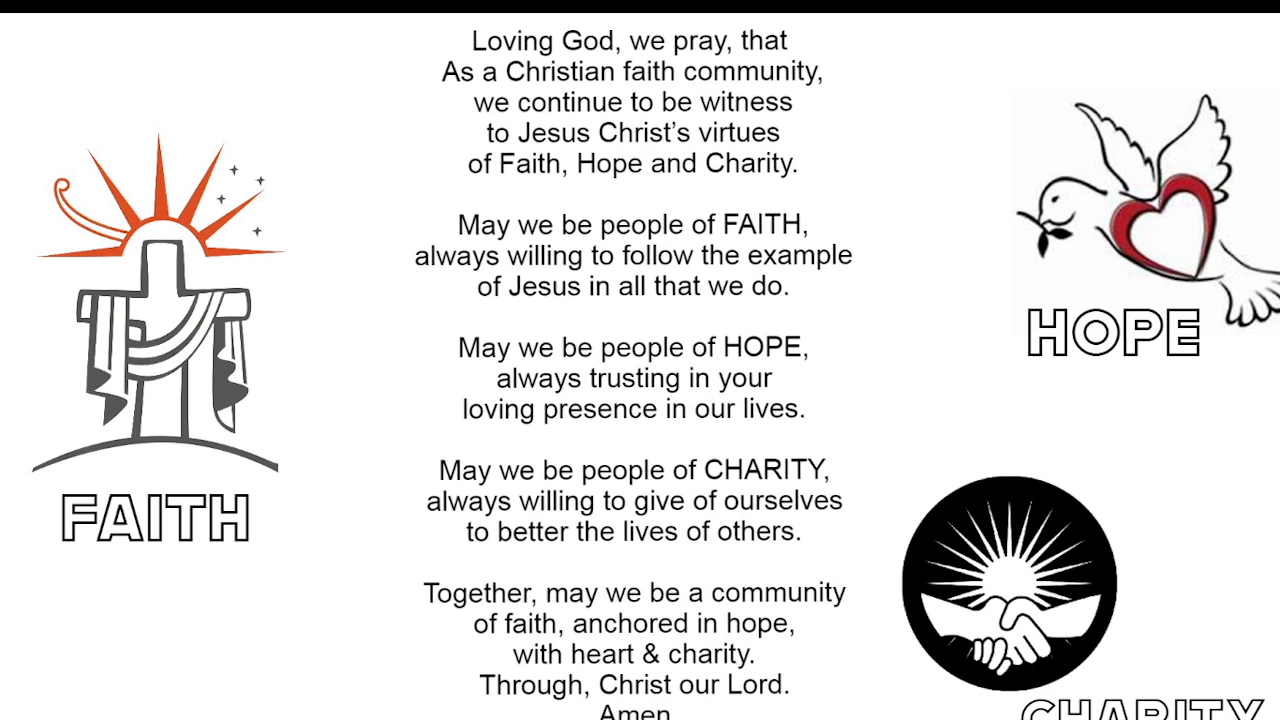 Loving God, we pray, that
As a Christian faith community,
we continue to be witness
to Jesus Christ’s virtues
of Faith, Hope and Charity.
May we be people of FAITH,
always willing to follow the example
of Jesus in all that we do.
May we be people of HOPE,
always trusting in your
loving presence in our lives.
May we be people of CHARITY,
always willing to give of ourselves
to better the lives of others.
Together, may we be a community
of faith, anchored in hope,
with heart & charity.
Through, Christ our Lord.
Amen
FAITH
HOPE
CHARITY